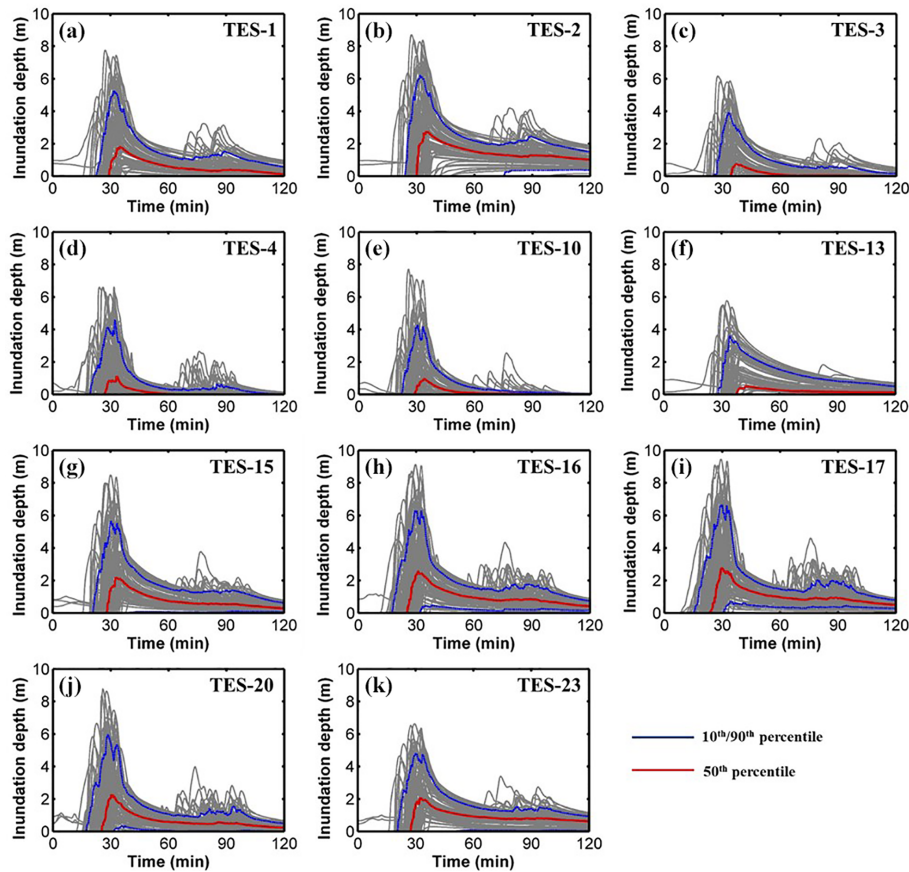 (a) TES-1
Inundation depth (m)
10
8
6
4
2
0
0 30 60 90 120
Time (min)
(b) TES-2
Inundation depth (m)
10
8
6
4
2
0
0 30 60 90 120
Time (min)
(c) TES-3
Inundation depth (m)
10
8
6
4
2
0
0 30 60 90 120
Time (min)
(d) TES-4
Inundation depth (m)
10
8
6
4
2
0
0 30 60 90 120
Time (min)
(e) TES-10
Inundation depth (m)
10
8
6
4
2
0
0 30 60 90 120
Time (min)
(f) TES-13
Inundation depth (m)
10
8
6
4
2
0
0 30 60 90 120
Time (min)
(g) TES-15
Inundation depth (m)
10
8
6
4
2
0
0 30 60 90 120
Time (min)
(h) TES-16
Inundation depth (m)
10
8
6
4
2
0
0 30 60 90 120
Time (min)
(i) TES-17
Inundation depth (m)
10
8
6
4
2
0
0 30 60 90 120
Time (min)
(j) TES-20
Inundation depth (m)
10
8
6
4
2
0
0 30 60 90 120
Time (min)
(k) TES-23
Inundation depth (m)
10
8
6
4
2
0
0 30 60 90 120
Time (min)
10th/90th percentile
50th percentile